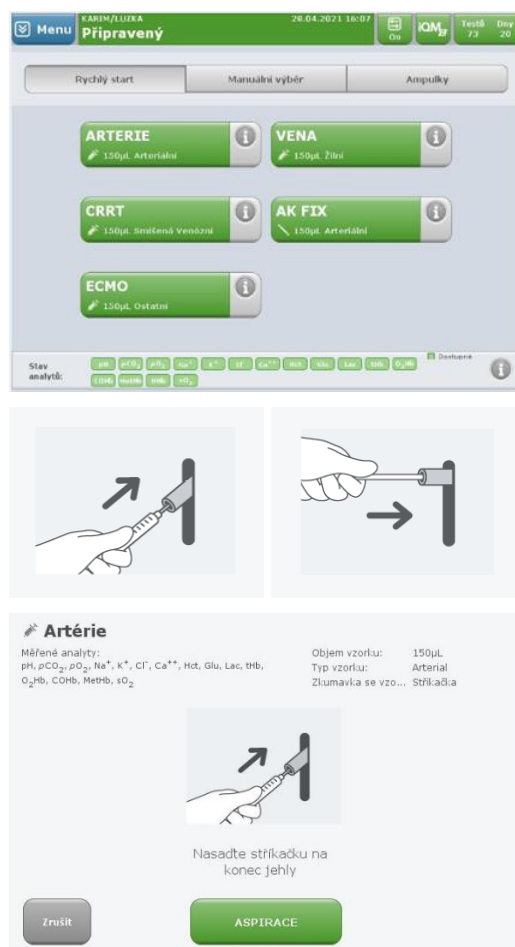 Menu
KARIM/LUZKA
Připravený
28.04.2021 16:07
On
iQM2
Testů
73
Dny
20
Rychlý start
Manuální výběr
Ampulky
ARTERIE
150µL Arteriální
VENA
150µL Žilní
CRRT
150µL Smíšená Venózní
AK FIX
150µL Arteriální
ECMO
150µL Ostatní
Stav
analytů:
pH pCO2 pO2 Na+ K+ Cl- Ca++ Hct Glu Lac tHb O2Hb
COHb MetHb HHb sO2
Dostupné
Artérie
Měřené analyty:
pH, pCO2, pO2, Na+, K+, Cl-, Ca++, Hct, Glu, Lac, tHb,
O2Hb, COHb, MetHb, sO2
Objem vzorku: 150µL
Typ vzorku: Arterial
Zkumavka se vzo... Stříkačka
Nasaďte stříkačku na
konec jehly
Zrušit
ASPIRACE